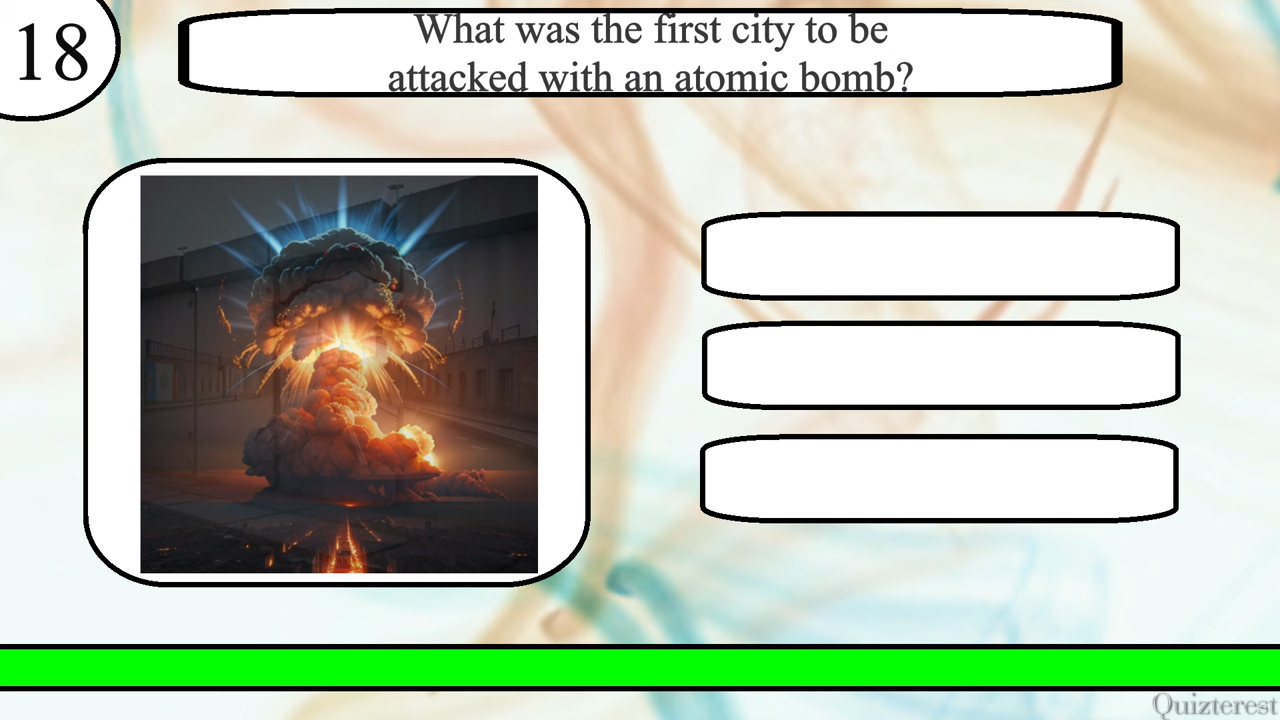 18
What was the first city to be
attacked with an atomic bomb?
Quizterest